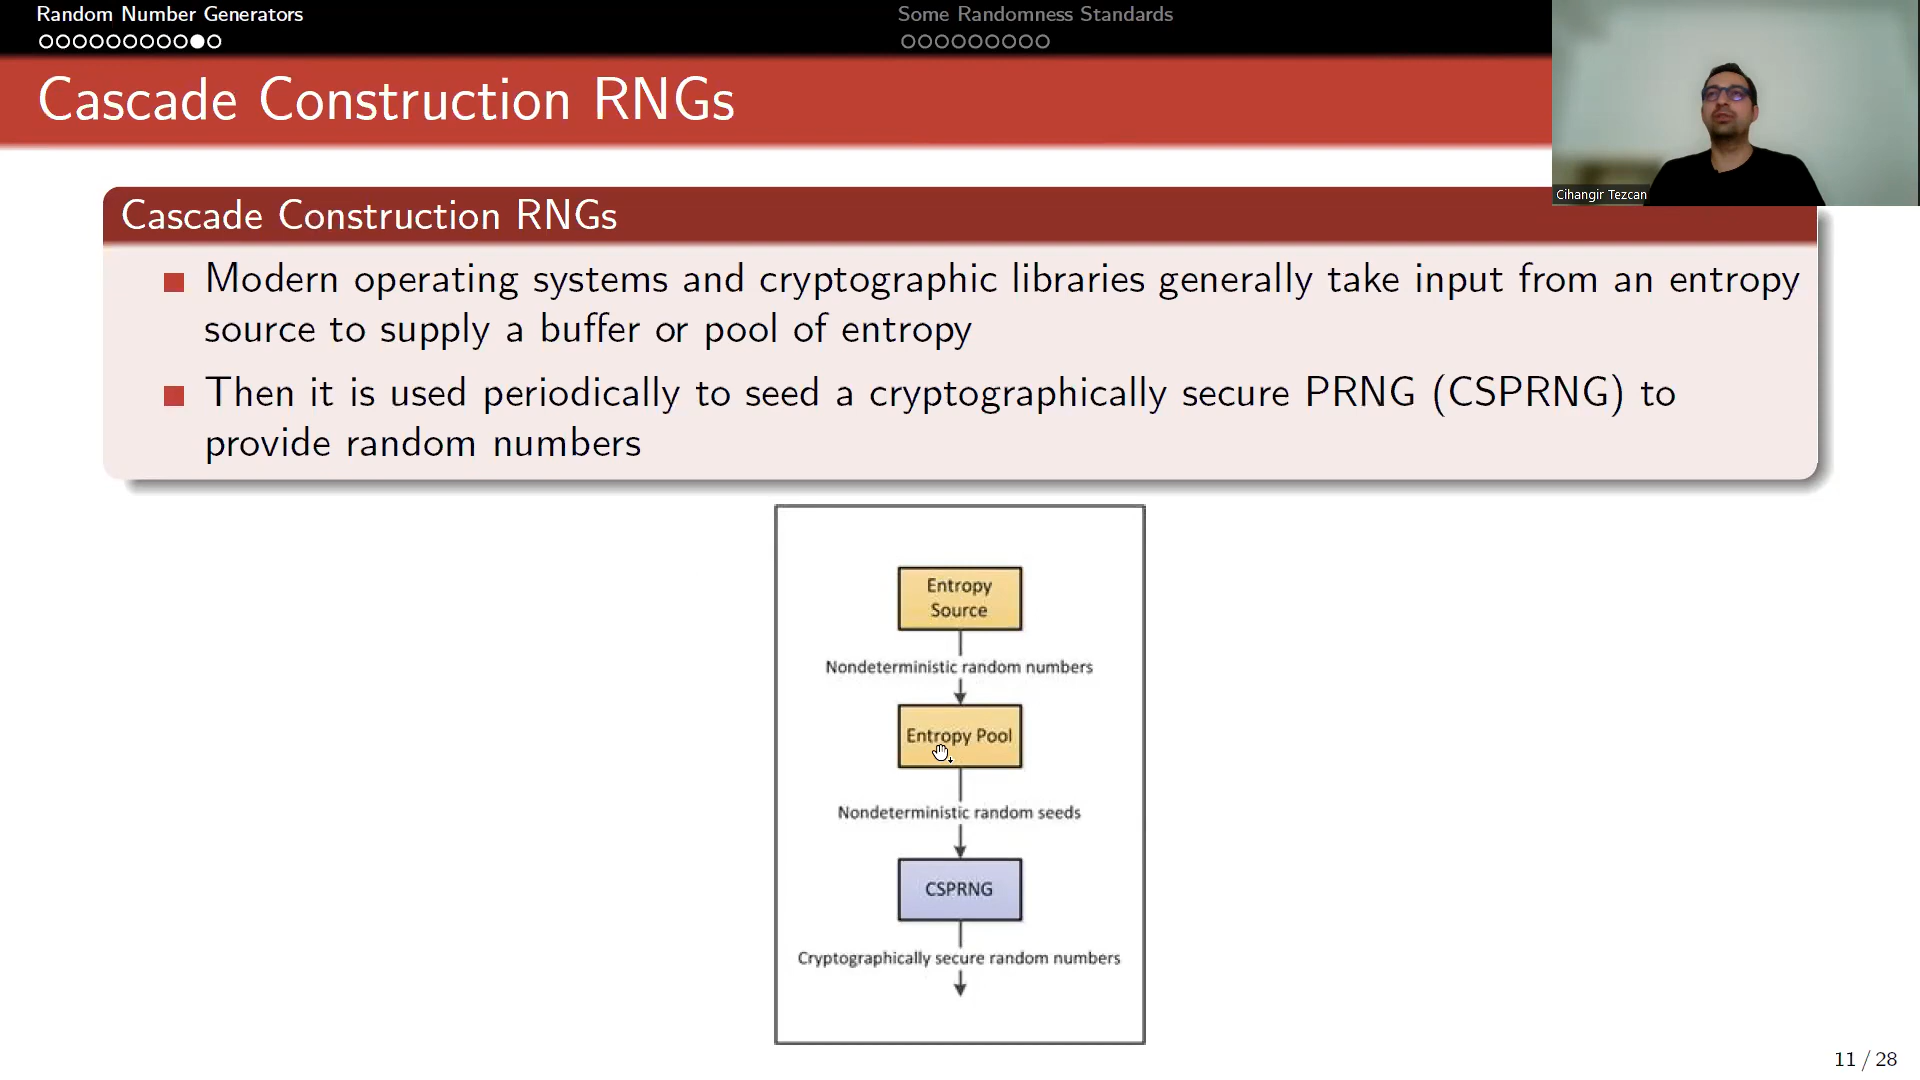 Random Number Generators
Some Randomness Standards
Cascade Construction RNGs
Cihangir Tezcan
Cascade Construction RNGs
Modern operating systems and cryptographic libraries generally take input from an entropy
source to supply a buffer or pool of entropy
Then it is used periodically to seed a cryptographically secure PRNG (CSPRNG) to
provide random numbers
Entropy
Source
Nondeterministic random numbers
Entropy Pool
Nondeterministic random seeds
CSPRNG
Cryptographically secure random numbers
11 / 28